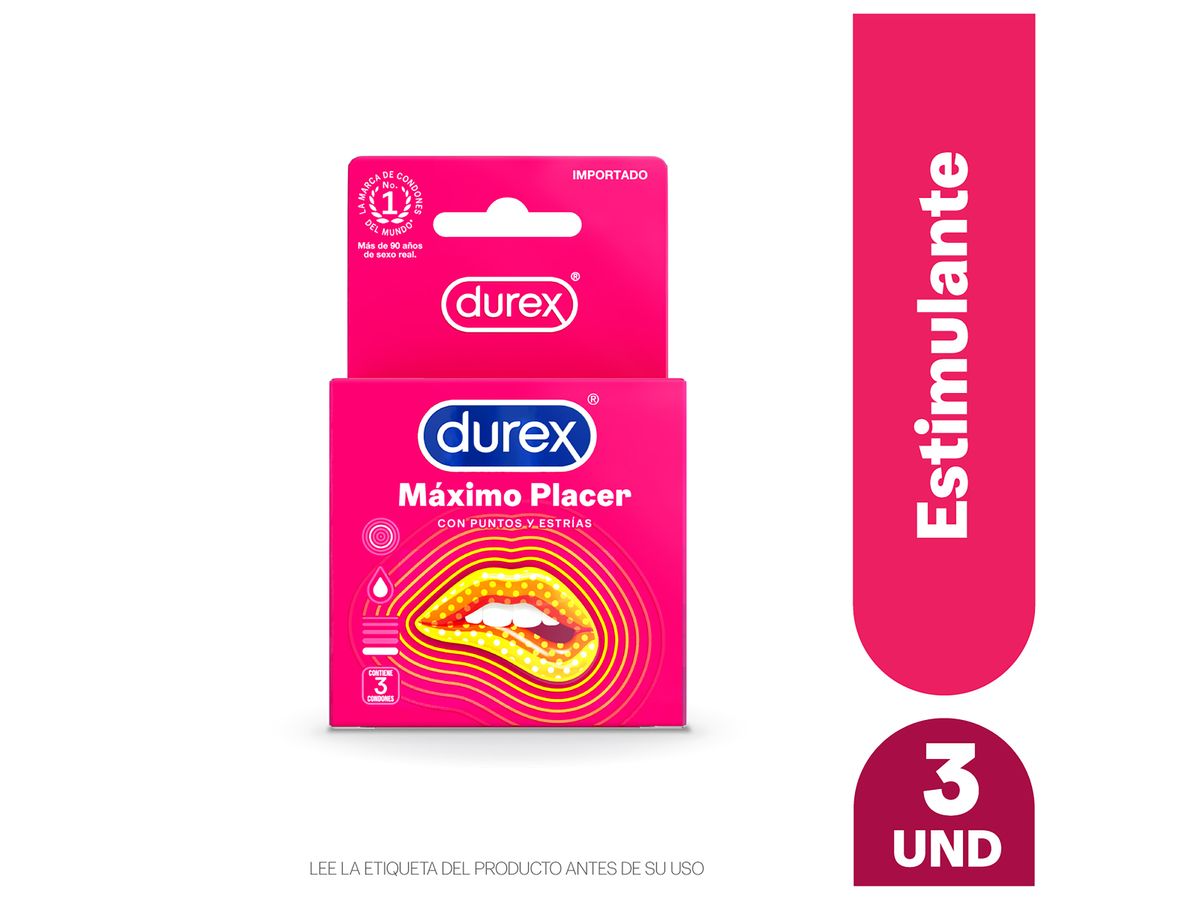 LA MARCA DE CONDONES
No.
1
DEL MUNDO*
Más de 90 años
de sexo real.
IMPORTADO
durex®
durex®
Máximo Placer
CON PUNTOS Y ESTRÍAS
CONTIENE
3
CONDONES
Estimulante
3
UND
LEE LA ETIQUETA DEL PRODUCTO ANTES DE SU USO